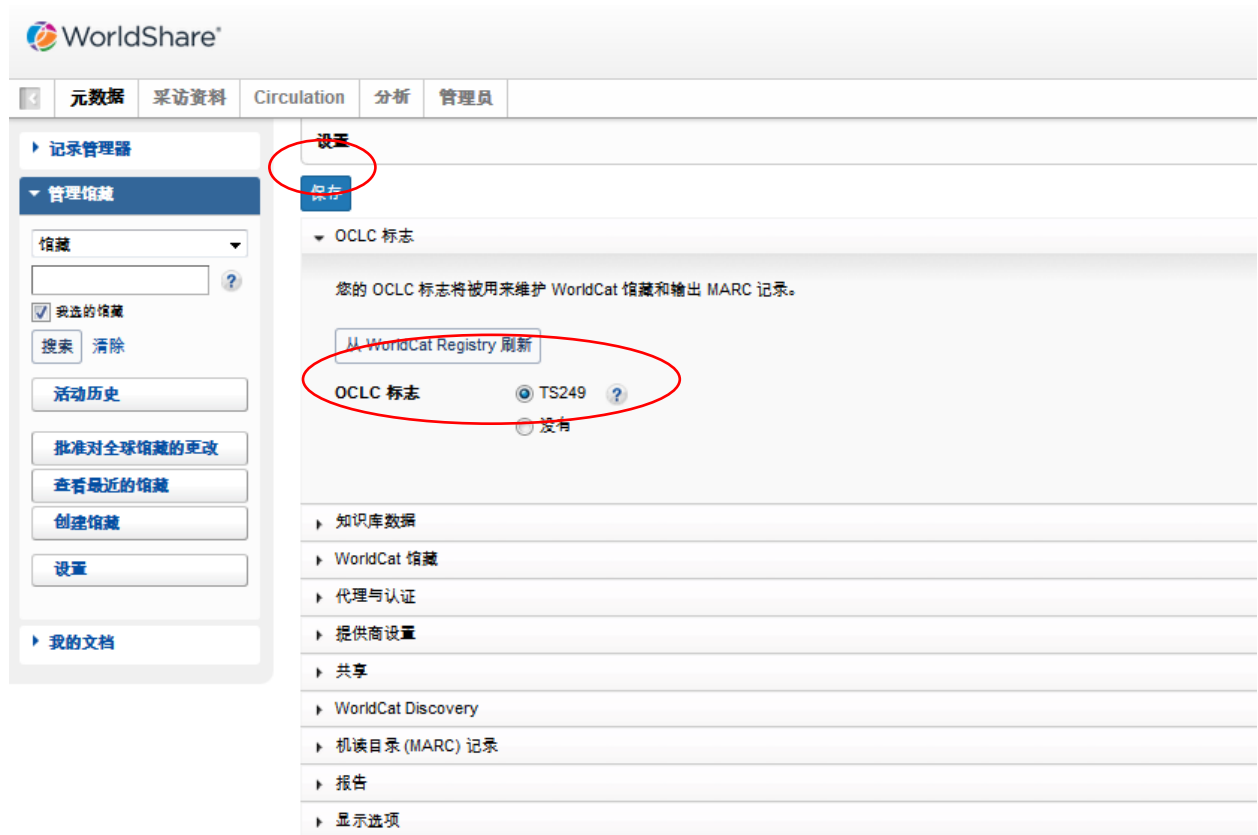 WorldShare®
元数据 采访资料 Circulation 分析 管理员
记录管理器
管理馆藏
馆藏
?
我选的馆藏
搜索 清除
活动历史
批准对全球馆藏的更改
查看最近的馆藏
创建馆藏
设置
我的文档
设置
保存
OCLC 标志
您的 OCLC 标志将被用来维护 WorldCat 馆藏和输出 MARC 记录。
从 WorldCat Registry 刷新
OCLC 标志 TS249 ?
没有
知识库数据
WorldCat 馆藏
代理与认证
提供商设置
共享
WorldCat Discovery
机读目录 (MARC) 记录
报告
显示选项